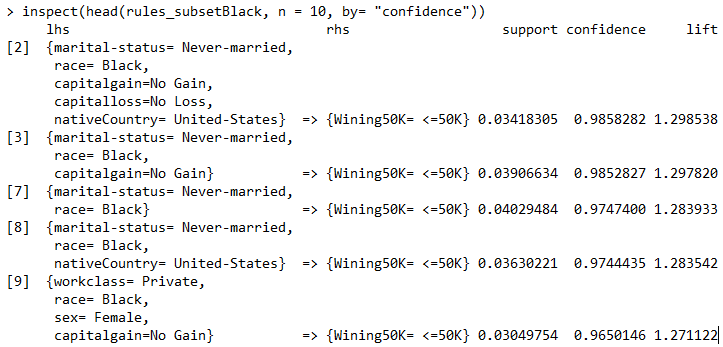 > inspect(head(rules_subsetBlack, n = 10, by= "confidence"))
lhs rhs support confidence lift
[2] {marital-status= Never-married,
race= Black,
capitalgain=No Gain,
capitalloss=No Loss,
nativeCountry= United-States} => {Wining50K= <=50K} 0.03418305 0.9858282 1.298538
[3] {marital-status= Never-married,
race= Black,
capitalgain=No Gain} => {Wining50K= <=50K} 0.03906634 0.9852827 1.297820
[7] {marital-status= Never-married,
race= Black} => {Wining50K= <=50K} 0.04029484 0.9747400 1.283933
[8] {marital-status= Never-married,
race= Black,
nativeCountry= United-States} => {Wining50K= <=50K} 0.03630221 0.9744435 1.283542
[9] {workclass= Private,
race= Black,
sex= Female,
capitalgain=No Gain} => {Wining50K= <=50K} 0.03049754 0.9650146 1.271122